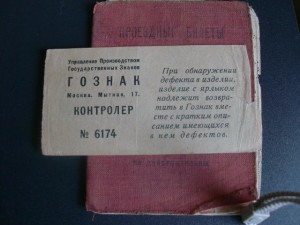 ПРОЕЗДНЫЕ БИЛЕТЫ
Управление Производством
Государственных Знаков
ГОЗНАК
Москва, Мытная, 17.
КОНТРОЛЕР
№ 6174
При обнаружении
дефекта в изделии,
изделие с ярлыком
надлежит возвра-
тить в Гознак вме-
сте с кратким опи-
санием имеющихся
в нем дефектов.